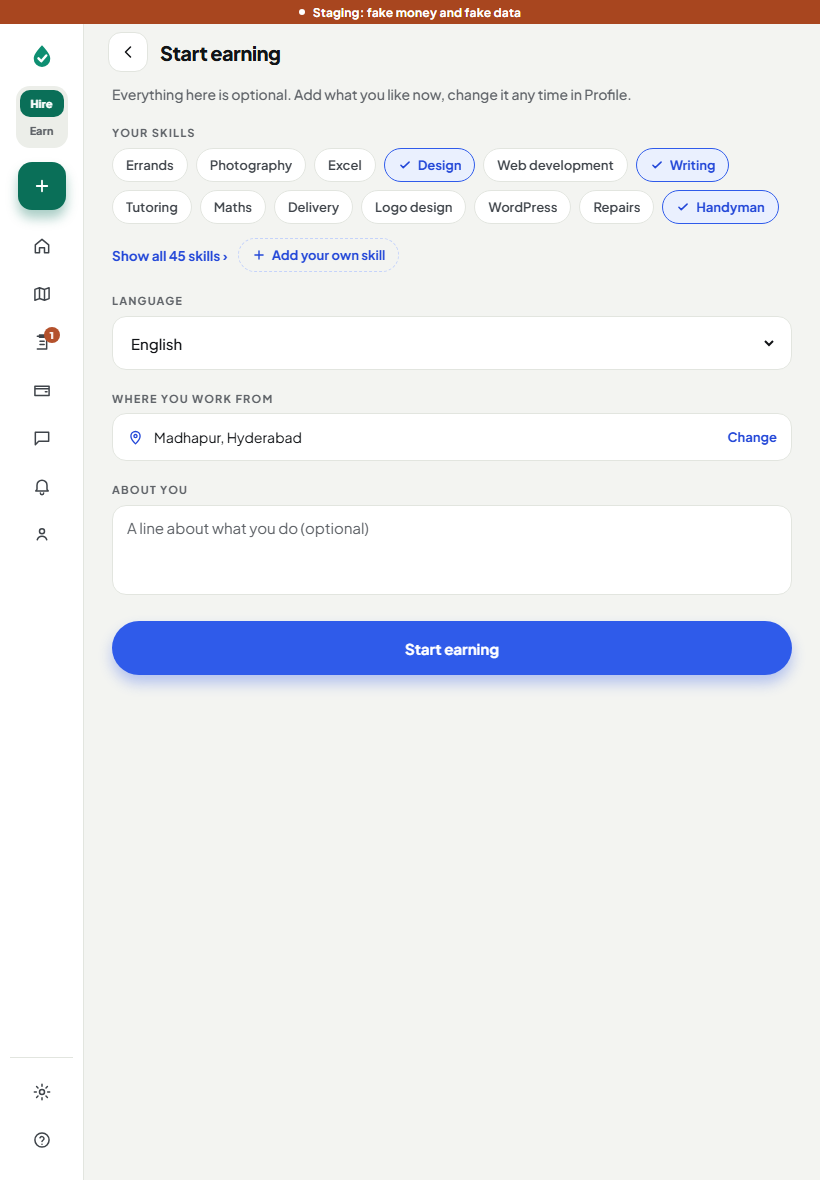 Staging: fake money and fake data
Start earning
Hire
Earn
Everything here is optional. Add what you like now, change it any time in Profile.
YOUR SKILLS
Errands Photography Excel Design Web development Writing
Tutoring Maths Delivery Logo design WordPress Repairs Handyman
Show all 45 skills › + Add your own skill
LANGUAGE
English
1
WHERE YOU WORK FROM
Madhapur, Hyderabad Change
ABOUT YOU
A line about what you do (optional)
Start earning